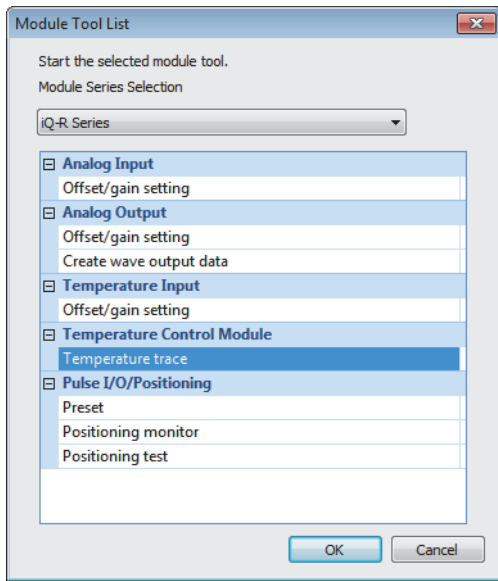 Module Tool List
Start the selected module tool.
Module Series Selection
iQ-R Series
Analog Input
Offset/gain setting
Analog Output
Offset/gain setting
Create wave output data
Temperature Input
Offset/gain setting
Temperature Control Module
Temperature trace
Pulse I/O/Positioning
Preset
Positioning monitor
Positioning test
OK Cancel